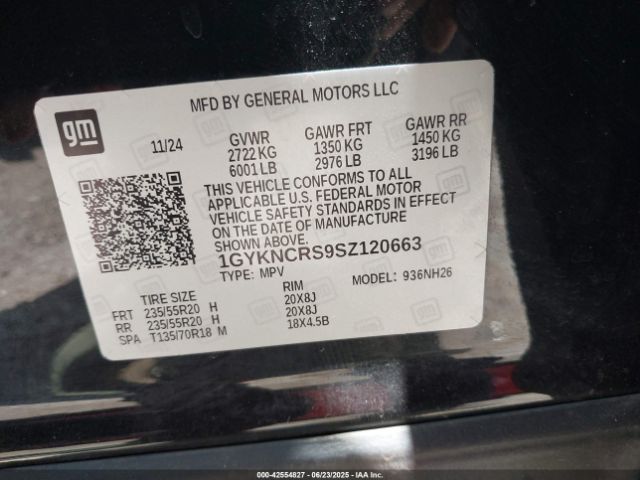 MFD BY GENERAL MOTORS LLC
gm
11/24
GVWR
2722 KG
6001 LB
GAWR FRT
1350 KG
2976 LB
GAWR RR
1450 KG
3196 LB
THIS VEHICLE CONFORMS TO ALL
APPLICABLE U.S. FEDERAL MOTOR
VEHICLE SAFETY STANDARDS IN EFFECT
ON THE DATE OF MANUFACTURE
SHOWN ABOVE.
1GYKNCRS9SZ120663
TYPE: MPV
MODEL: 936NH26
TIRE SIZE RIM
FRT 235/55R20 H 20X8J
RR 235/55R20 H 20X8J
SPA T135/70R18 M 18X4.5B
000-42554827 - 06/23/2025 - IAA Inc.